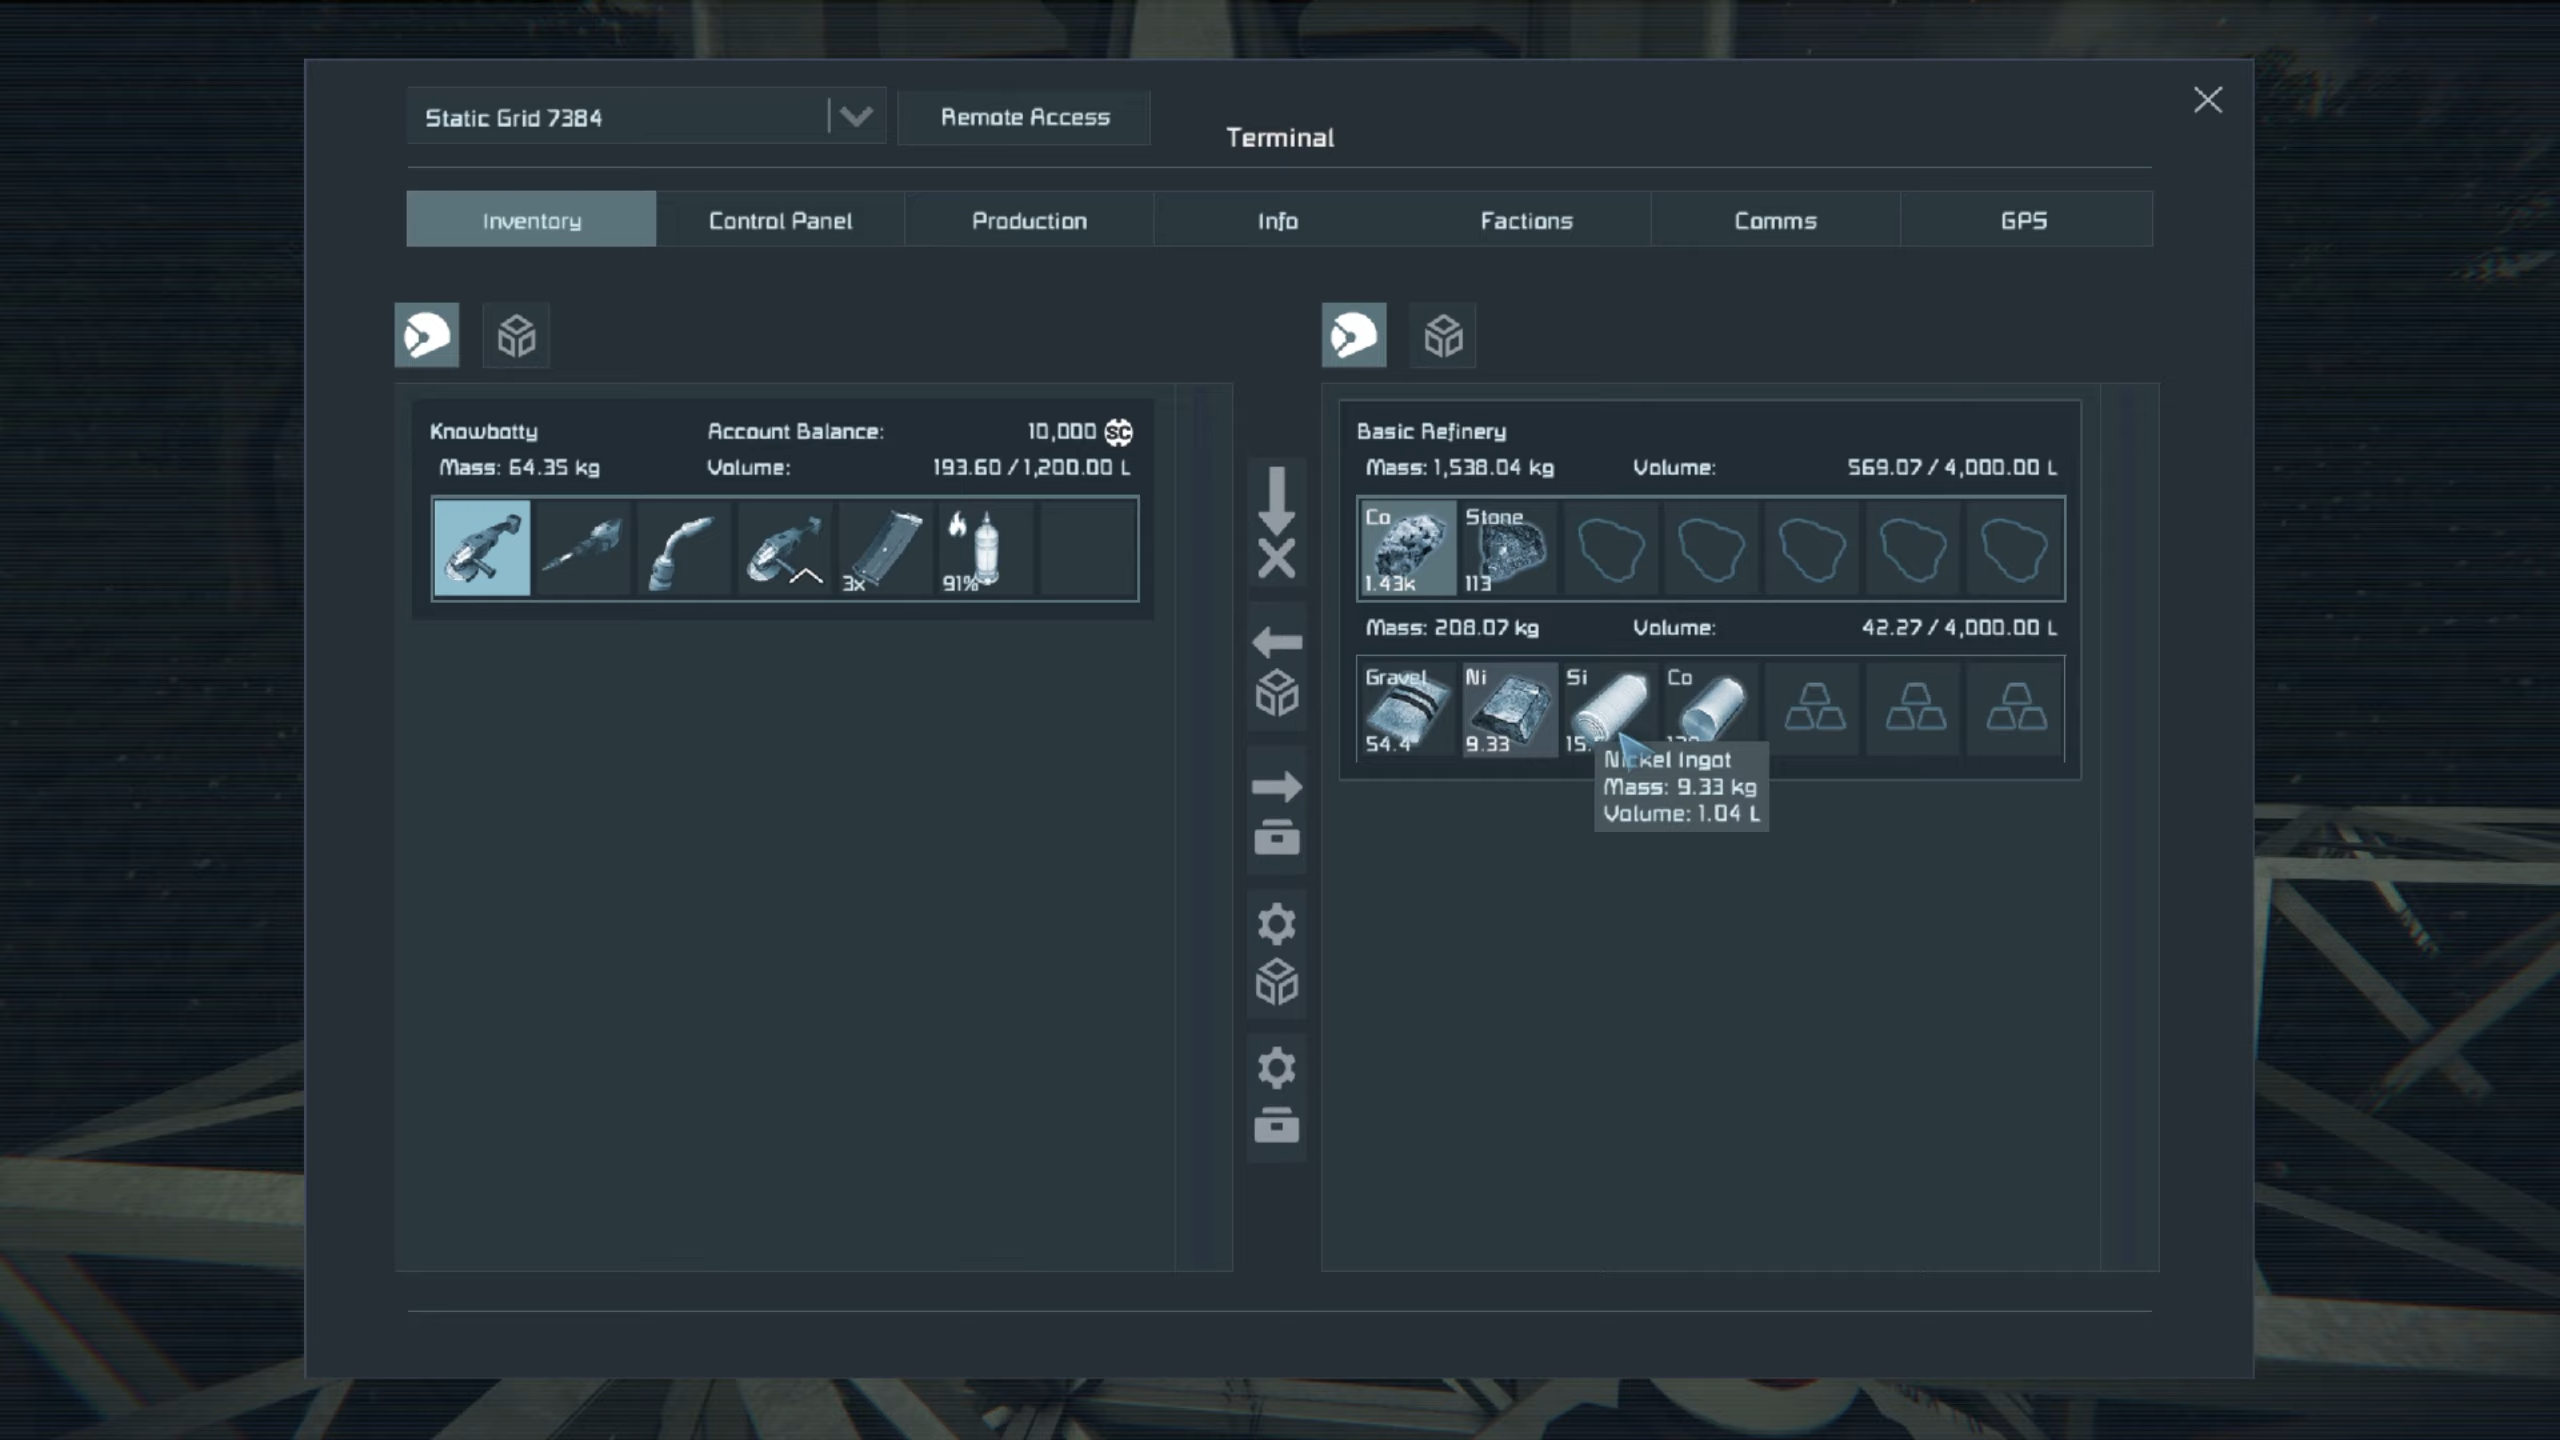 Static Grid 7384
Remote Access
Terminal
Inventory
Control Panel
Production
Info
Factions
Comms
GPS
Knowbotty
Account Balance:
10,000 SC
Mass: 64.35 kg
Volume:
193.60 / 1,200.00 L
3x
91%
Basic Refinery
Mass: 1,538.04 kg
Volume:
569.07 / 4,000.00 L
Co
Stone
1.43k
113
Mass: 208.07 kg
Volume:
42.27 / 4,000.00 L
Gravel
Ni
Si
Co
54.4
9.33
15.
Nickel Ingot
Mass: 9.33 kg
Volume: 1.04 L